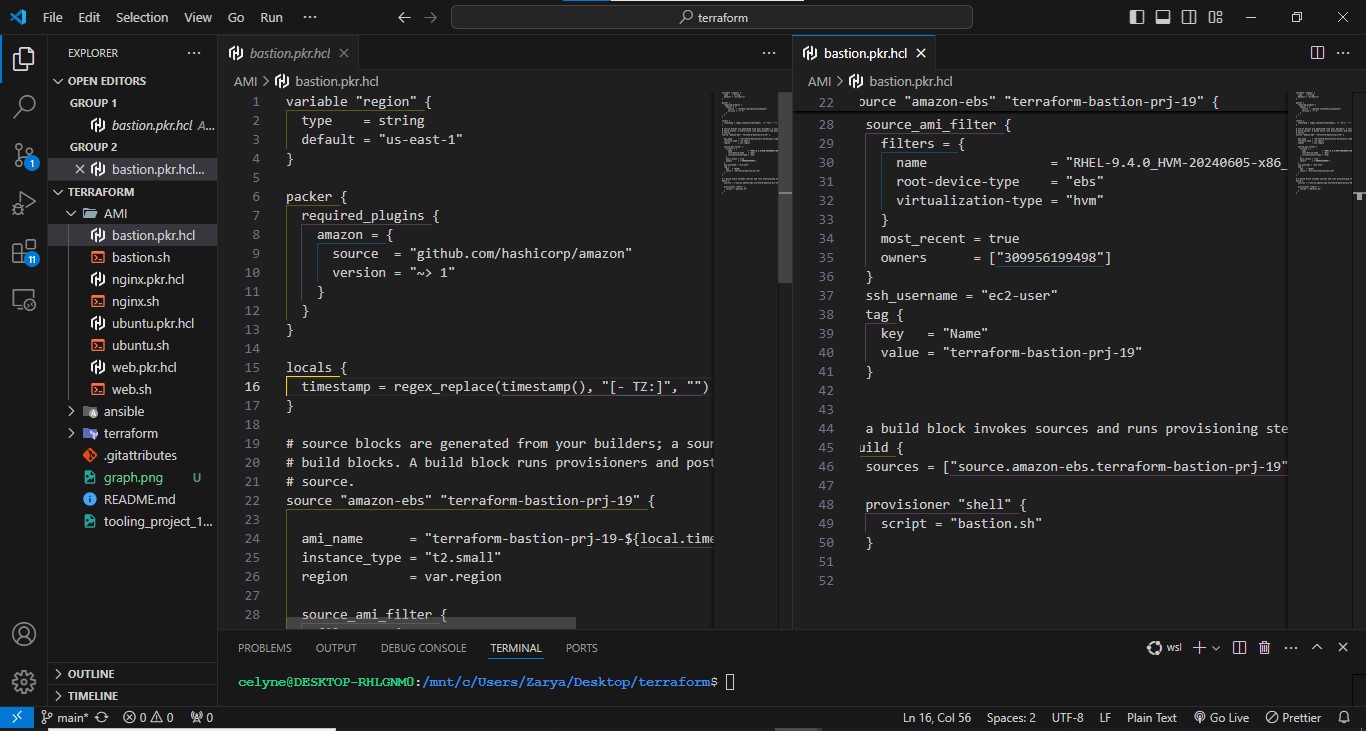 File Edit Selection View Go Run ··· terraform
EXPLORER ···
OPEN EDITORS
GROUP 1
bastion.pkr.hcl A...
GROUP 2
bastion.pkr.hcl...
TERRAFORM
AMI
bastion.pkr.hcl
bastion.sh
nginx.pkr.hcl
nginx.sh
ubuntu.pkr.hcl
ubuntu.sh
web.pkr.hcl
web.sh
ansible
terraform
.gitattributes
graph.png U
README.md
tooling_project_1...
OUTLINE
TIMELINE
1
11
bastion.pkr.hcl
AMI > bastion.pkr.hcl
1 variable "region" {
2 type = string
3 default = "us-east-1"
4 }
5
6 packer {
7 required_plugins {
8 amazon = {
9 source = "github.com/hashicorp/amazon"
10 version = "~> 1"
11 }
12 }
13 }
14
15 locals {
16 timestamp = regex_replace(timestamp(), "[- TZ:]", "")
17 }
18
19 # source blocks are generated from your builders; a sour
20 # build blocks. A build block runs provisioners and post
21 # source.
22 source "amazon-ebs" "terraform-bastion-prj-19" {
23
24 ami_name = "terraform-bastion-prj-19-${local.time
25 instance_type = "t2.small"
26 region = var.region
27
28 source_ami_filter {
bastion.pkr.hcl
AMI > bastion.pkr.hcl
22 ource "amazon-ebs" "terraform-bastion-prj-19" {
28 source_ami_filter {
29 filters = {
30 name = "RHEL-9.4.0_HVM-20240605-x86_
31 root-device-type = "ebs"
32 virtualization-type = "hvm"
33 }
34 most_recent = true
35 owners = ["309956199498"]
36 }
37 ssh_username = "ec2-user"
38 tag {
39 key = "Name"
40 value = "terraform-bastion-prj-19"
41 }
42
43
44 a build block invokes sources and runs provisioning ste
45 uild {
46 sources = ["source.amazon-ebs.terraform-bastion-prj-19"
47
48 provisioner "shell" {
49 script = "bastion.sh"
50 }
51
52
PROBLEMS OUTPUT DEBUG CONSOLE TERMINAL PORTS wsl
celyne@DESKTOP-RHLGNM0:/mnt/c/Users/Zarya/Desktop/terraform$
main* 0 0 0 Ln 16, Col 56 Spaces: 2 UTF-8 LF Plain Text Go Live Prettier